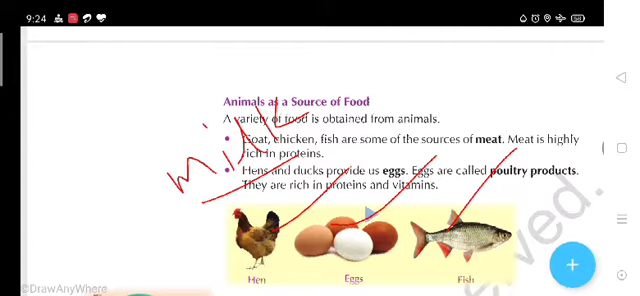 9:24
Animals as a Source of Food
A variety of food is obtained from animals.
• Goat, chicken, fish are some of the sources of meat. Meat is highly
rich in proteins.
• Hens and ducks provide us eggs. Eggs are called poultry products.
They are rich in proteins and vitamins.
milk
Hen
Eggs
Fish
©DrawAnyWhere